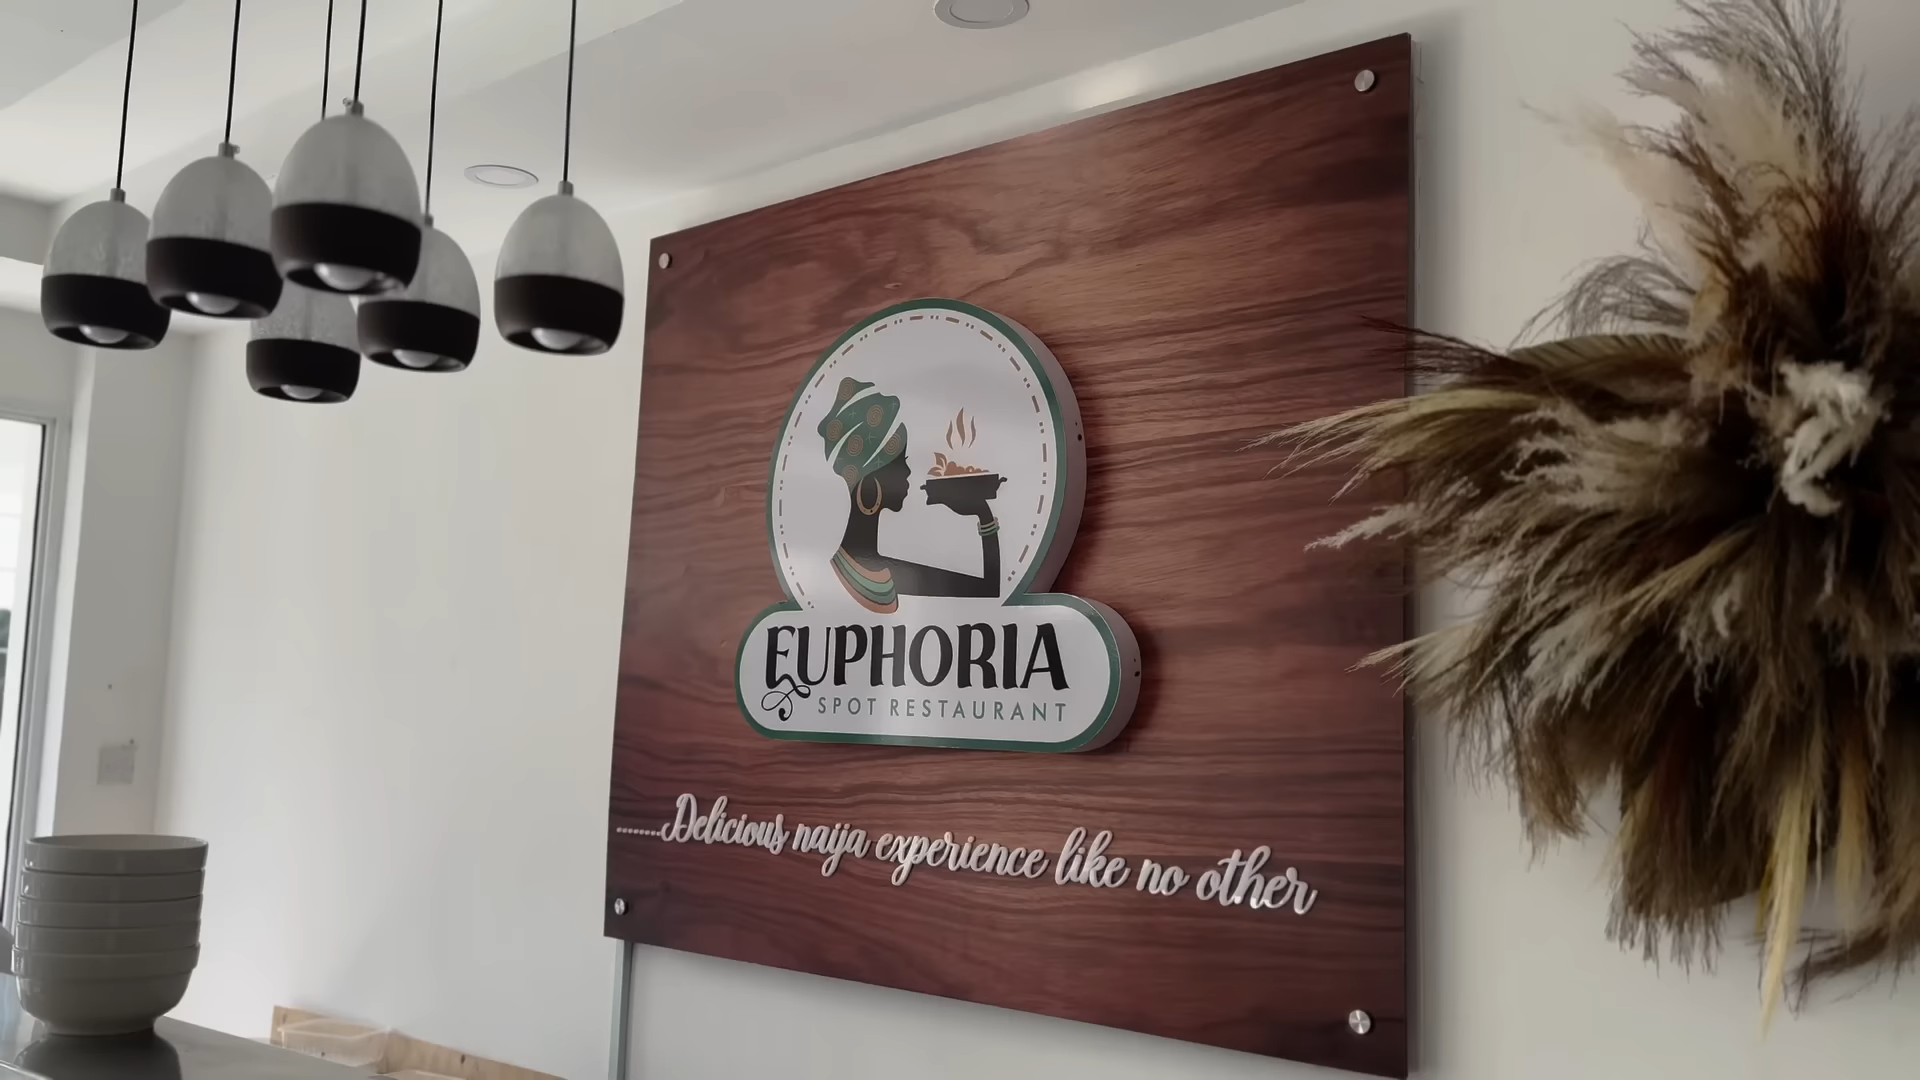 EUPHORIA
SPOT RESTAURANT
........Delicious naija experience like no other